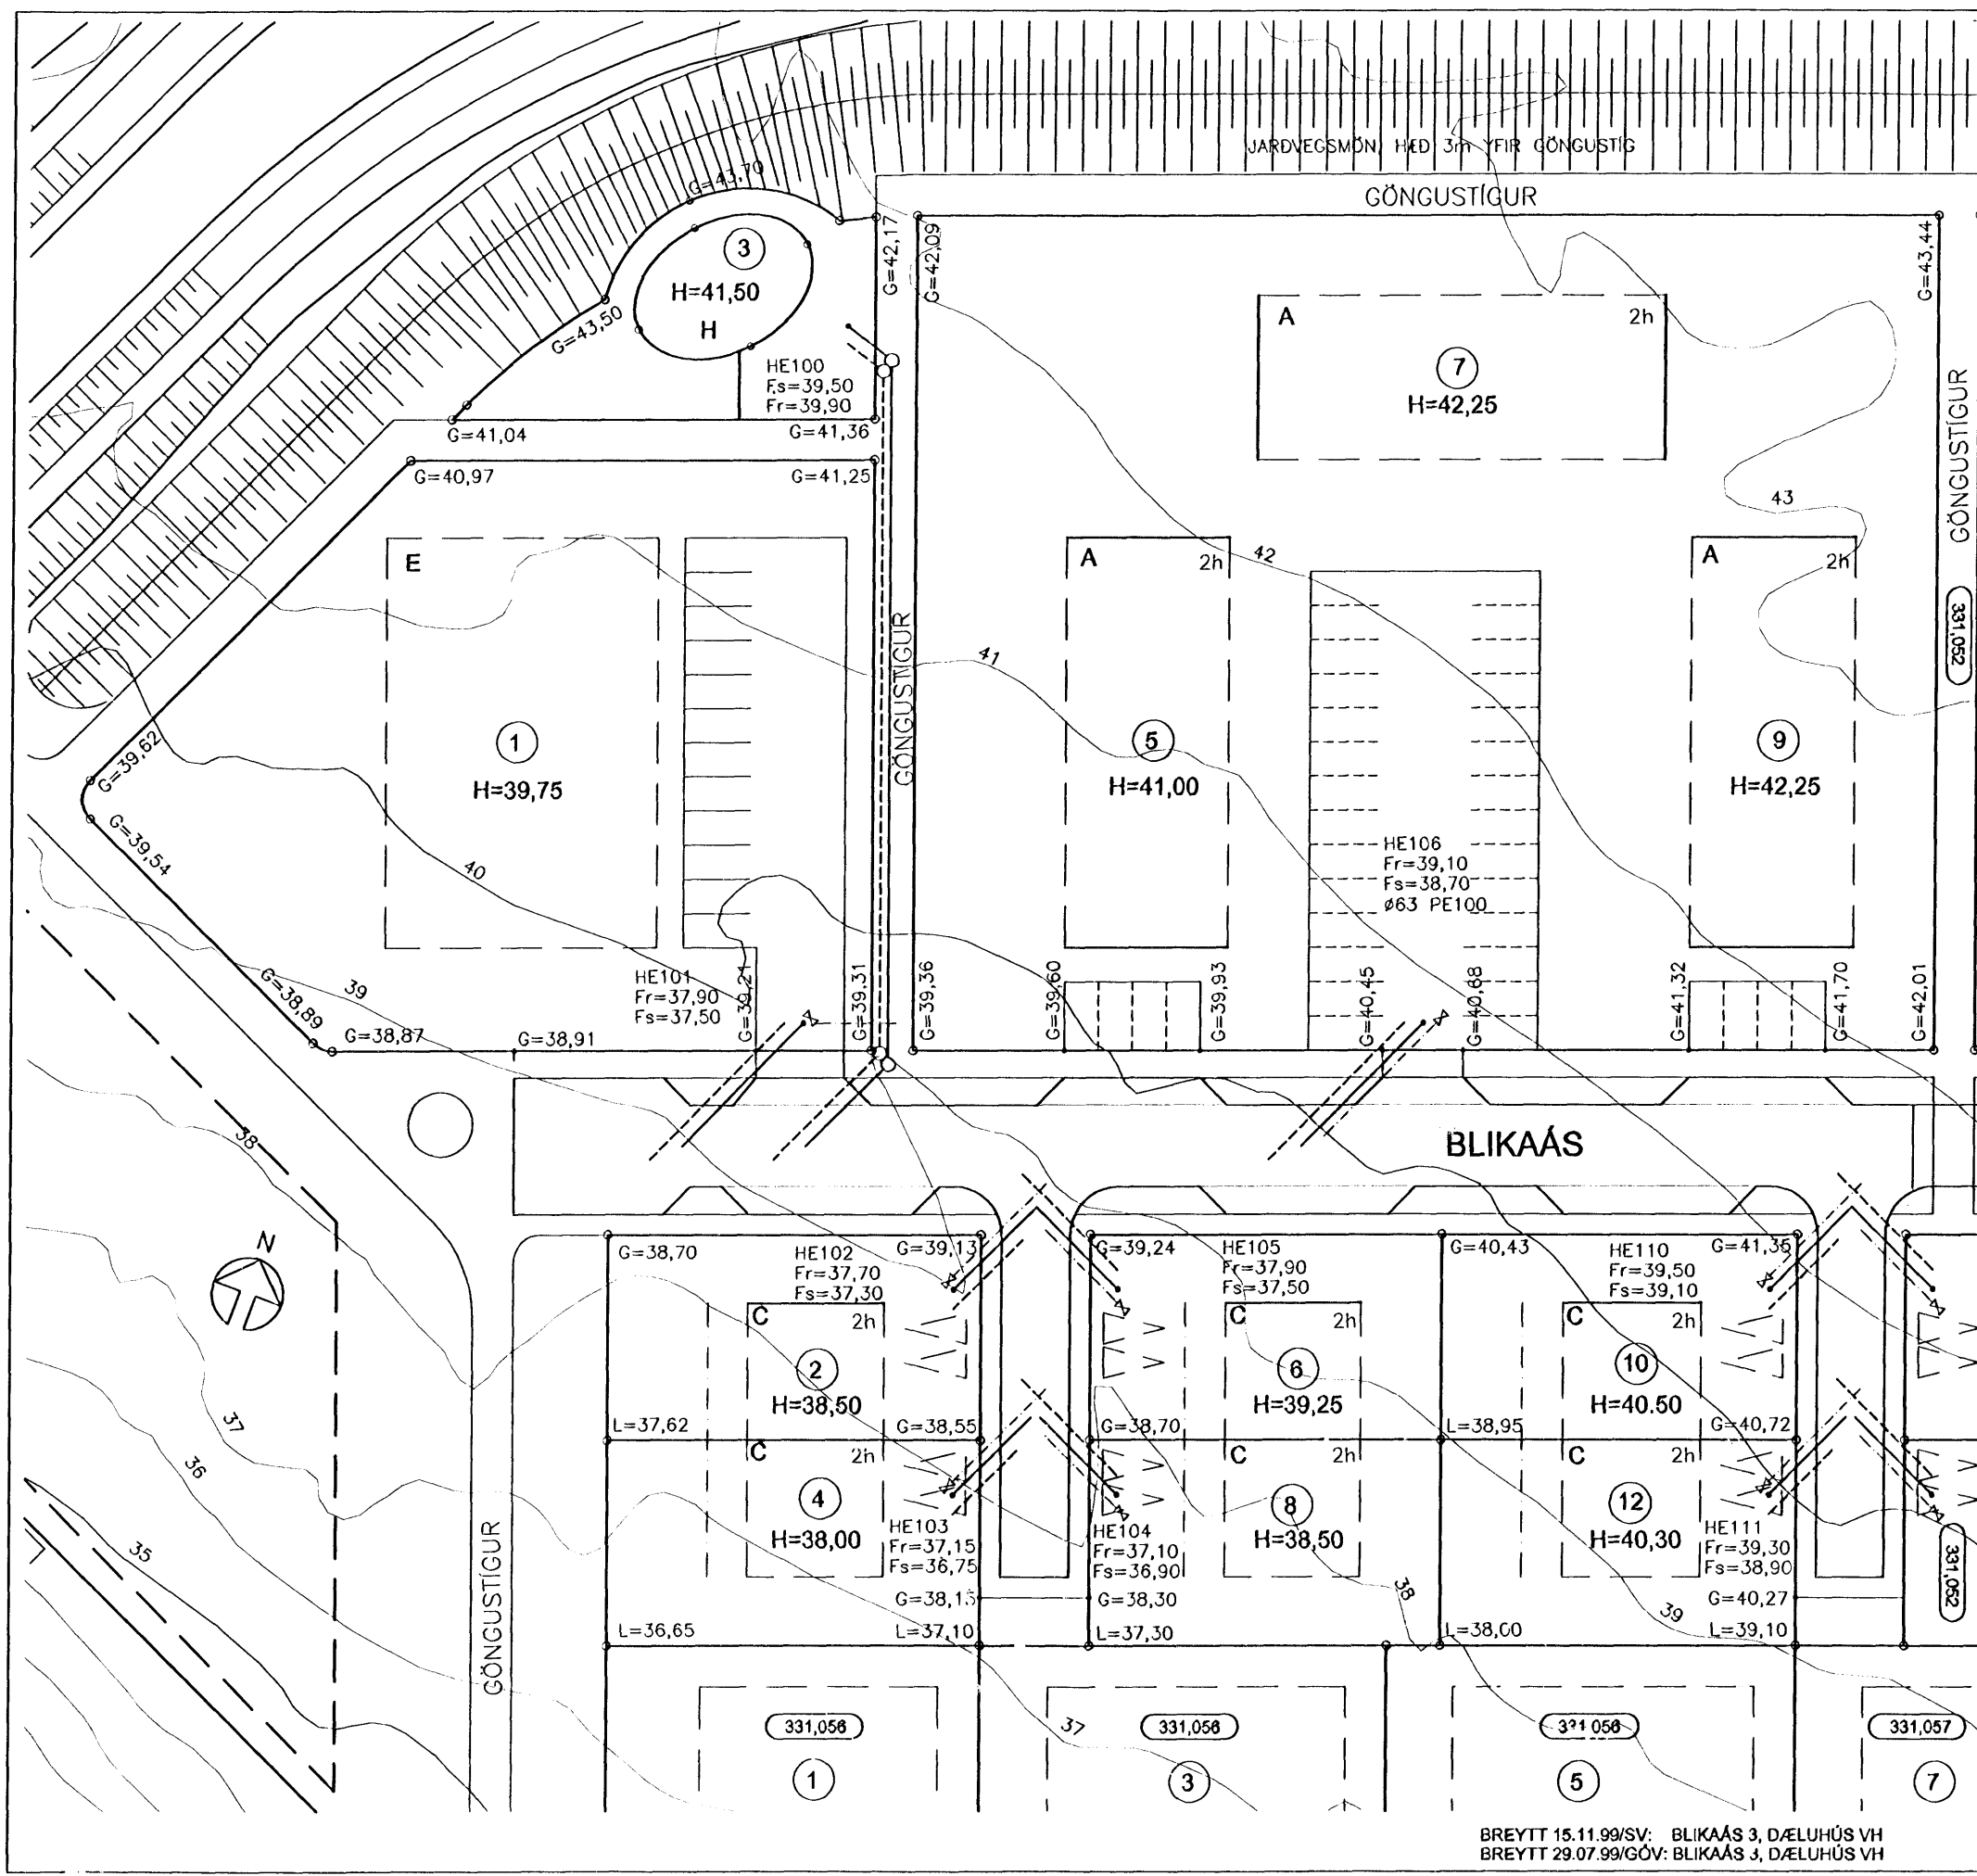 JARÐVEGSMÖN, HÆÐ 3m YFIR GÖNGUSTÍG
GÖNGUSTÍGUR
G=43,70
G=42,17
G=42,09
G=43,44
3
H=41,50
H
G=43,50
HE100
Fs=39,50
Fr=39,90
G=41,04
G=41,36
G=40,97
G=41,25
A
2h
7
H=42,25
GÖNGUSTÍGUR
43
42
41
E
A
2h
A
2h
331,052
GÖNGUSTÍGUR
1
H=39,75
5
H=41,00
9
H=42,25
G=39,62
G=39,54
40
HE106
Fr=39,10
Fs=38,70
ø63 PE100
39
HE101
Fr=37,90
Fs=37,50
G=38,89
G=38,87
G=38,91
G=39,21
G=39,31
G=39,36
G=39,60
G=39,93
G=40,45
G=40,68
G=41,32
G=41,70
G=42,01
38
BLIKAÁS
N
G=38,70
HE102
Fr=37,70
Fs=37,30
G=39,13
G=39,24
HE105
Fr=37,90
Fs=37,50
G=40,43
HE110
Fr=39,50
Fs=39,10
G=41,35
C
2h
2
H=38,50
C
2h
6
H=39,25
C
2h
10
H=40.50
L=37,62
G=38,55
G=38,70
L=38,95
G=40,72
37
36
35
C
2h
4
H=38,00
C
2h
8
H=38,50
C
2h
12
H=40,30
HE103
Fr=37,15
Fs=36,75
HE104
Fr=37,10
Fs=36,90
HE111
Fr=39,30
Fs=38,90
331,052
G=38,15
G=38,30
38
39
G=40,27
L=36,65
L=37,10
L=37,30
L=38,00
L=39,10
GÖNGUSTÍGUR
37
331,056
331,056
331,056
331,057
1
3
5
7
BREYTT 15.11.99/SV: BLIKAÁS 3, DÆLUHÚS VH
BREYTT 29.07.99/GÓV: BLIKAÁS 3, DÆLUHÚS VH